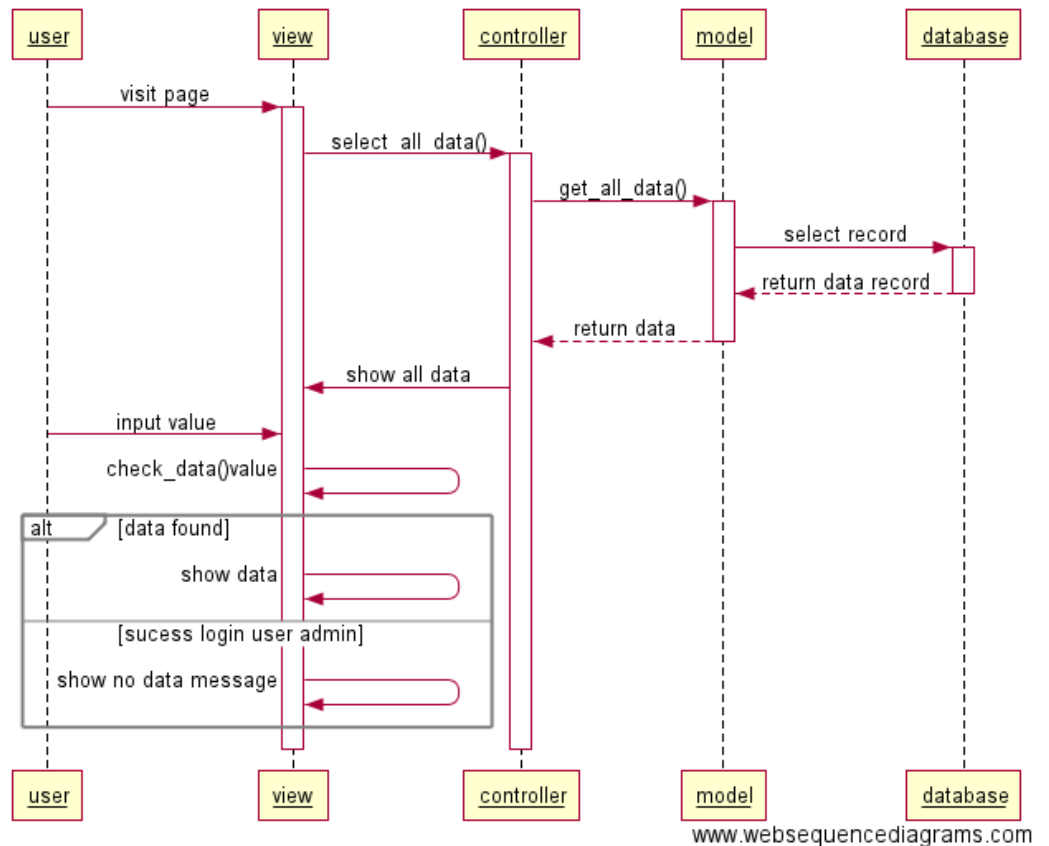 user
view
controller
model
database
visit page
select_all_data()
get_all_data()
select record
return data record
return data
show all data
input value
check_data()value
alt [data found]
show data
[sucess login user admin]
show no data message
user
view
controller
model
database
www.websequencediagrams.com